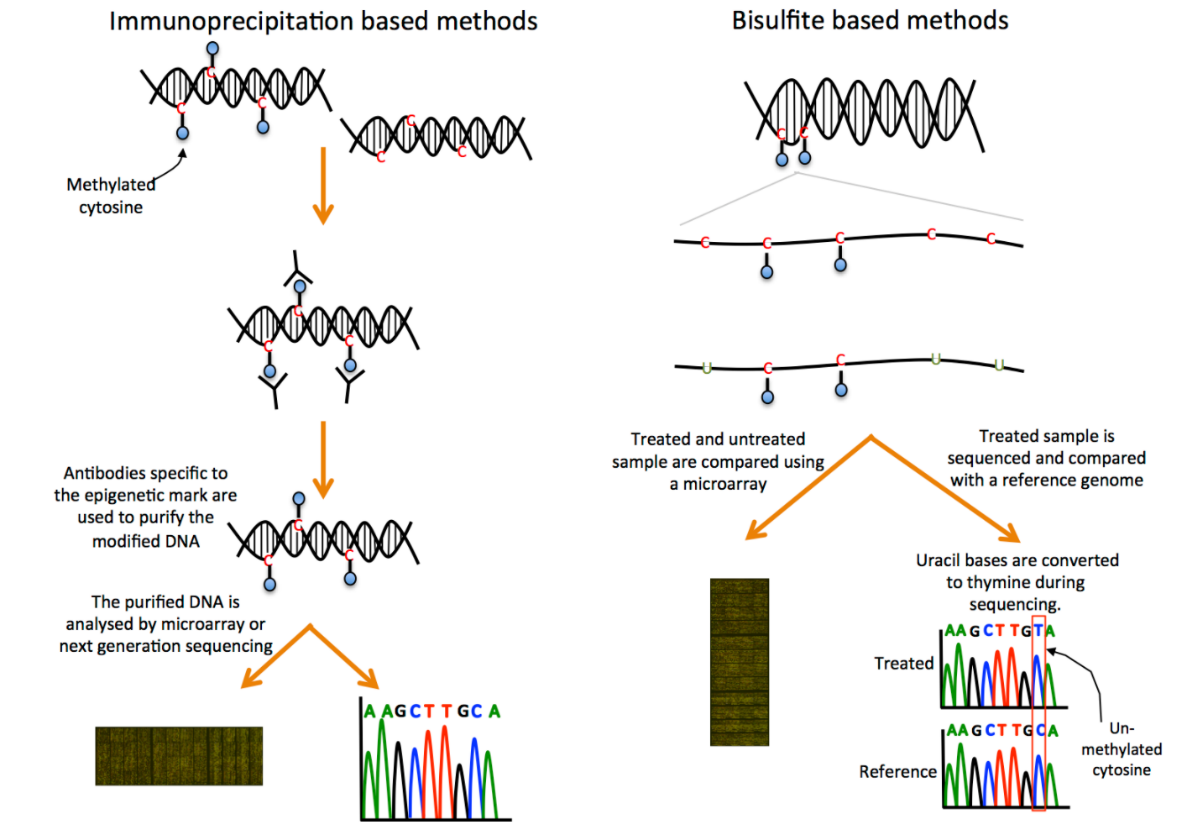 Immunoprecipitation based methods
C
C
C
C
C
C
Methylated
cytosine
C
C
C
Antibodies specific to
the epigenetic mark are
used to purify the
modified DNA
C
C
C
The purified DNA is
analysed by microarray or
next generation sequencing
A AGCT TGC A
Bisulfite based methods
C C
C C C C C
U C C U U
Treated and untreated
sample are compared using
a microarray
Treated sample is
sequenced and compared
with a reference genome
Uracil bases are converted
to thymine during
sequencing.
AAGCTTGTA
Treated
AAGCTTGCA
Reference
Un-
methylated
cytosine